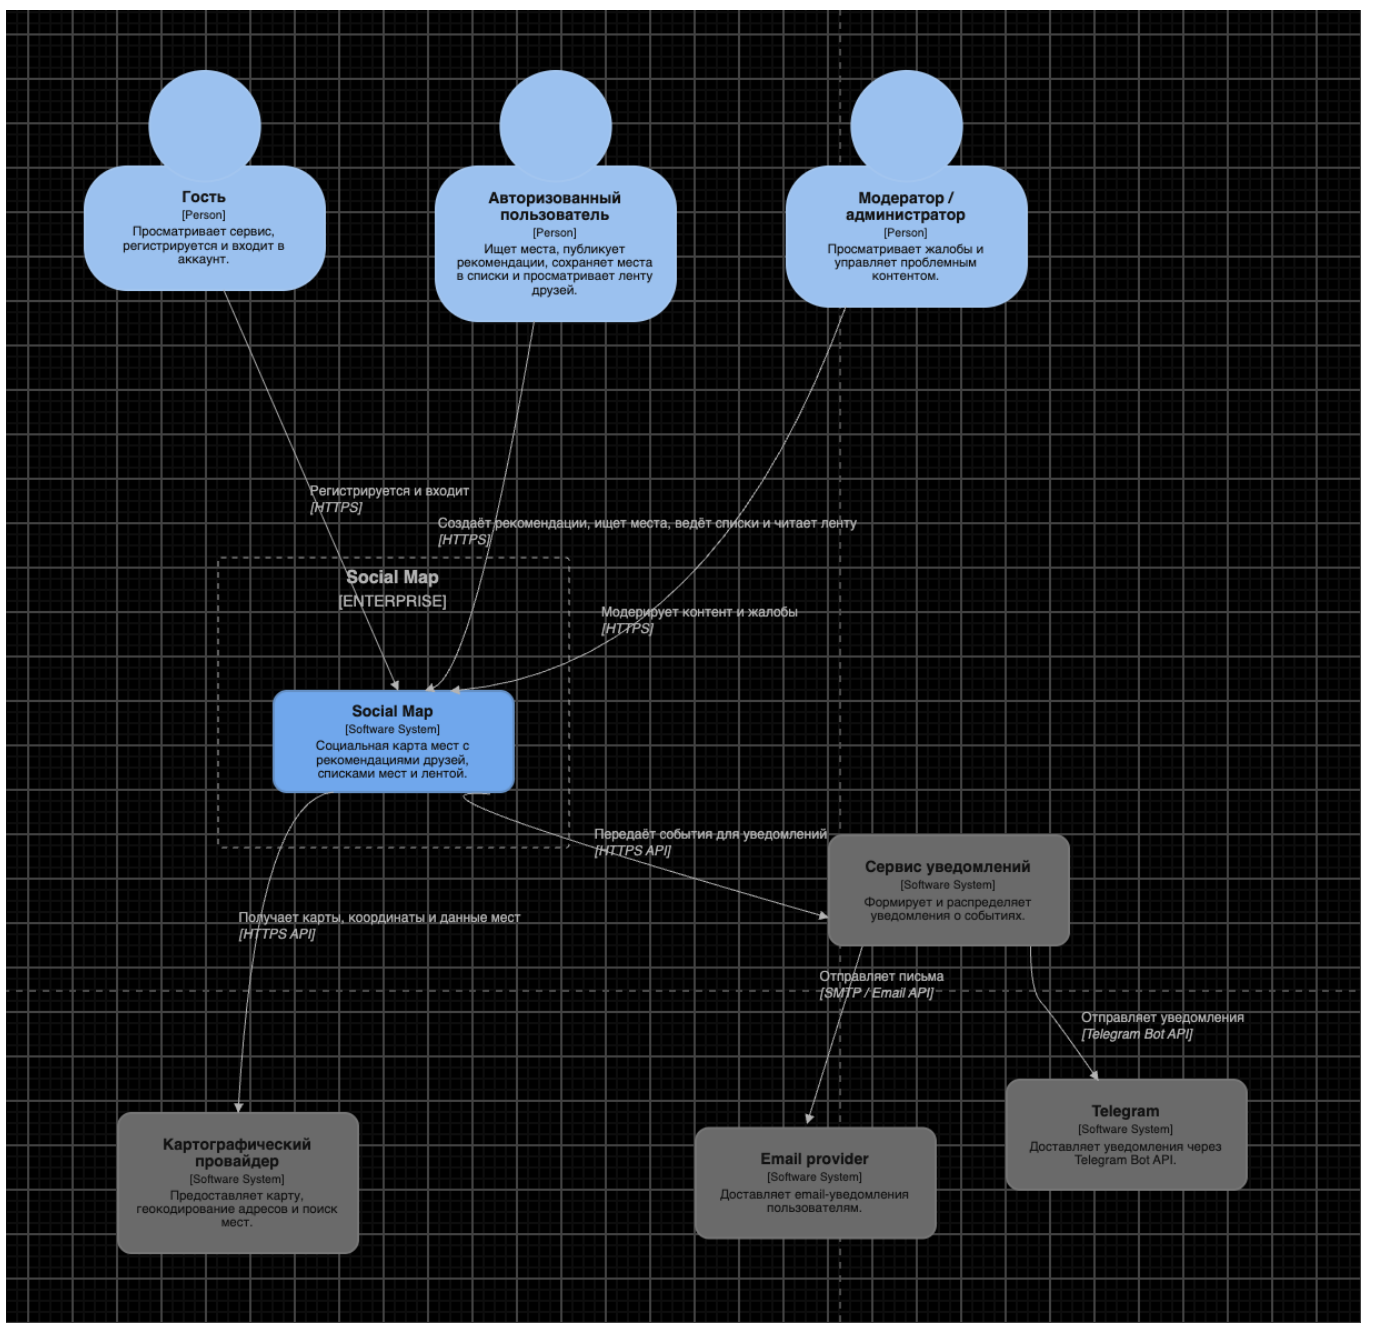 Гость
[Person]
Просматривает сервис,
регистрируется и входит в
аккаунт.
Авторизованный
пользователь
[Person]
Ищет места, публикует
рекомендации, сохраняет места
в списки и просматривает ленту
друзей.
Модератор /
администратор
[Person]
Просматривает жалобы и
управляет проблемным
контентом.
Регистрируется и входит
[HTTPS]
Создаёт рекомендации, ищет места, ведёт списки и читает ленту
[HTTPS]
Social Map
[ENTERPRISE]
Модерирует контент и жалобы
[HTTPS]
Social Map
[Software System]
Социальная карта мест с
рекомендациями друзей,
списками мест и лентой.
Передаёт события для уведомлений
[HTTPS API]
Сервис уведомлений
[Software System]
Формирует и распределяет
уведомления о событиях.
Получает карты, координаты и данные мест
[HTTPS API]
Отправляет письма
[SMTP / Email API]
Отправляет уведомления
[Telegram Bot API]
Картографический
провайдер
[Software System]
Предоставляет карту,
геокодирование адресов и поиск
мест.
Email provider
[Software System]
Доставляет email-уведомления
пользователям.
Telegram
[Software System]
Доставляет уведомления через
Telegram Bot API.